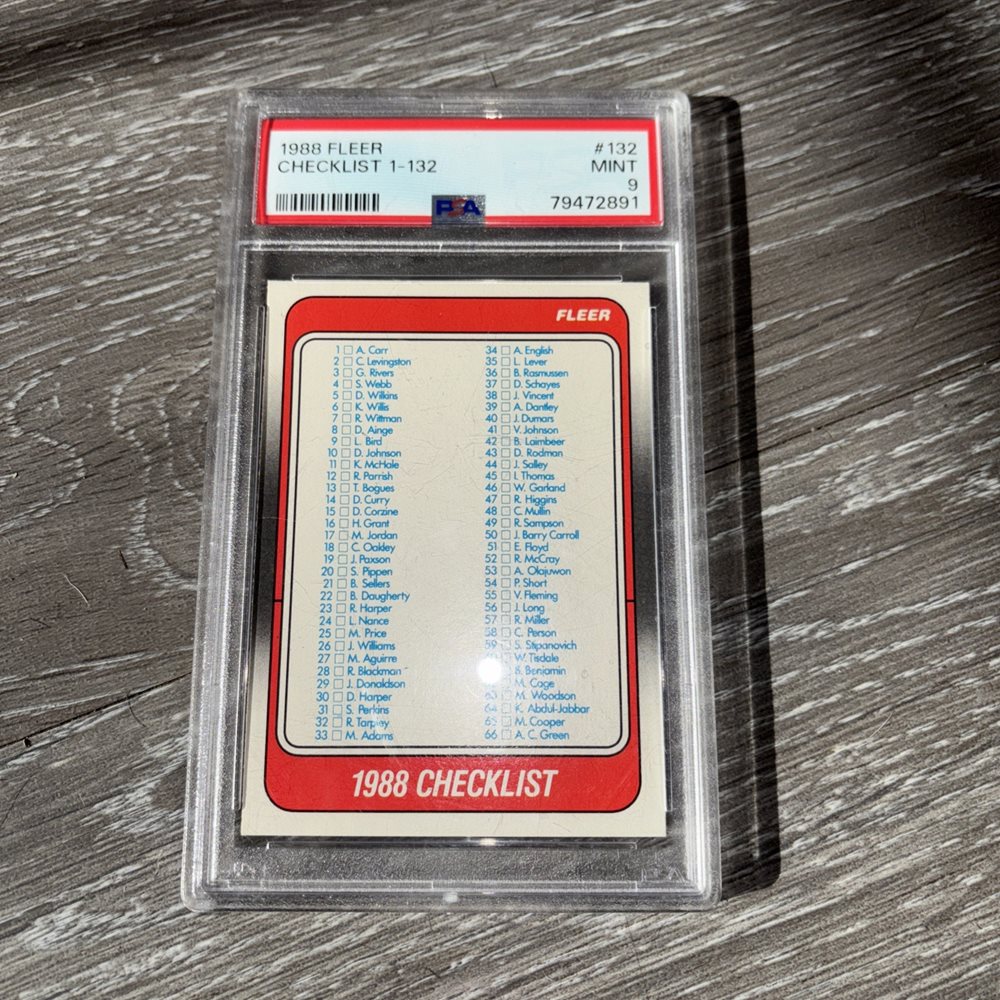 1988 FLEER #132
CHECKLIST 1-132 MINT
9
PSA 79472891
FLEER
1 A. Carr
2 C. Levingston
3 G. Rivers
4 S. Webb
5 D. Wilkins
6 K. Willis
7 R. Wittman
8 D. Ainge
9 L. Bird
10 D. Johnson
11 K. McHale
12 R. Parrish
13 T. Bogues
14 D. Curry
15 D. Corzine
16 H. Grant
17 M. Jordan
18 C. Oakley
19 J. Paxson
20 S. Pippen
21 B. Sellers
22 B. Daugherty
23 R. Harper
24 L. Nance
25 M. Price
26 J. Williams
27 M. Aguirre
28 R. Blackman
29 J. Donaldson
30 D. Harper
31 S. Perkins
32 R. Tarpley
33 M. Adams
34 A. English
35 L. Lever
36 B. Rasmussen
37 D. Schayes
38 J. Vincent
39 A. Dantley
40 J. Dumars
41 V. Johnson
42 B. Laimbeer
43 D. Rodman
44 J. Salley
45 I. Thomas
46 W. Garland
47 R. Higgins
48 C. Mullin
49 R. Sampson
50 J. Barry Carroll
51 E. Floyd
52 R. McCray
53 A. Olajuwon
54 P. Short
55 V. Fleming
56 J. Long
57 R. Miller
58 C. Person
59 S. Stipanovich
W. Tisdale
B. Benjamin
M. Cage
63 M. Woodson
64 K. Abdul-Jabbar
65 M. Cooper
66 A. C. Green
1988 CHECKLIST